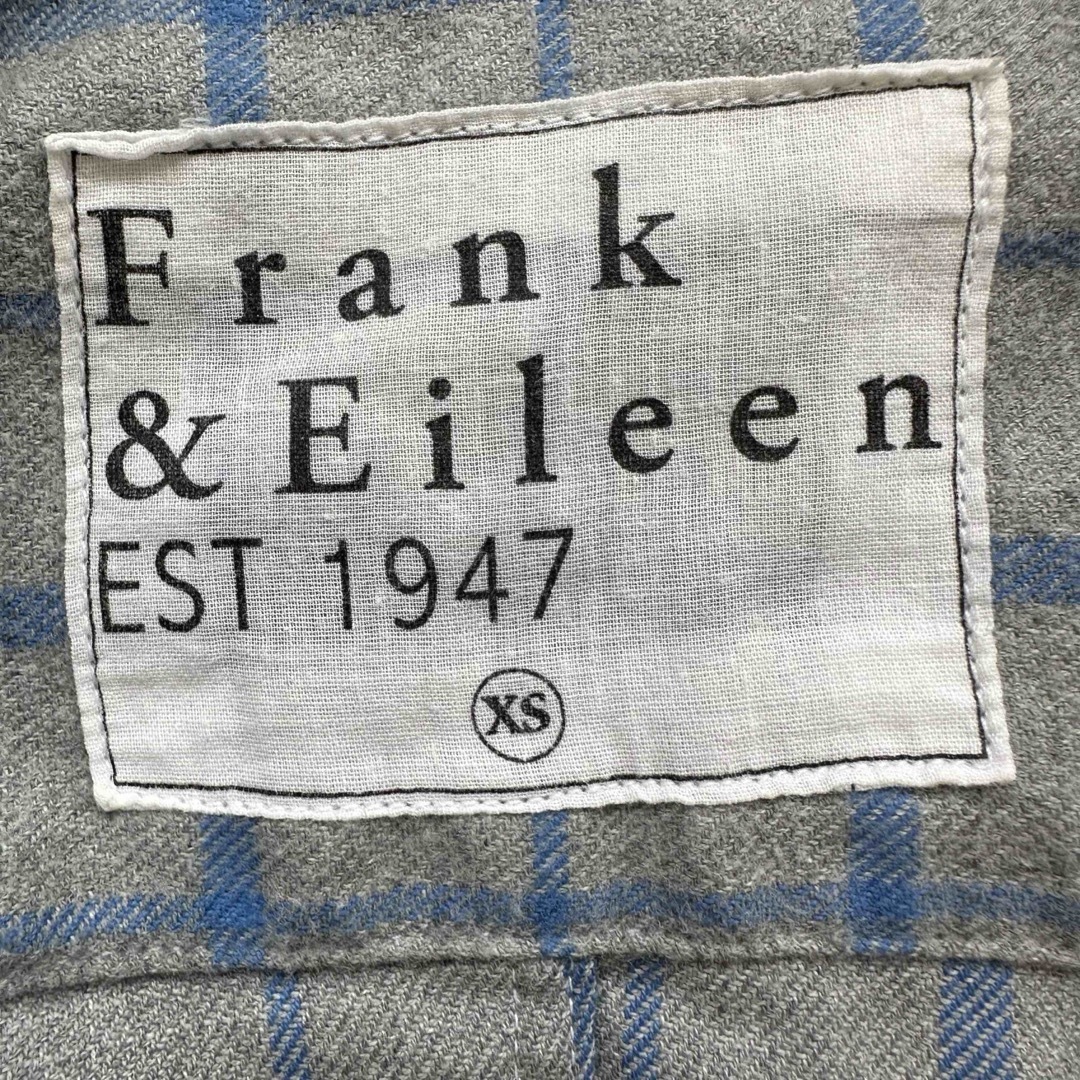 Frank
& Eileen
EST 1947
XS